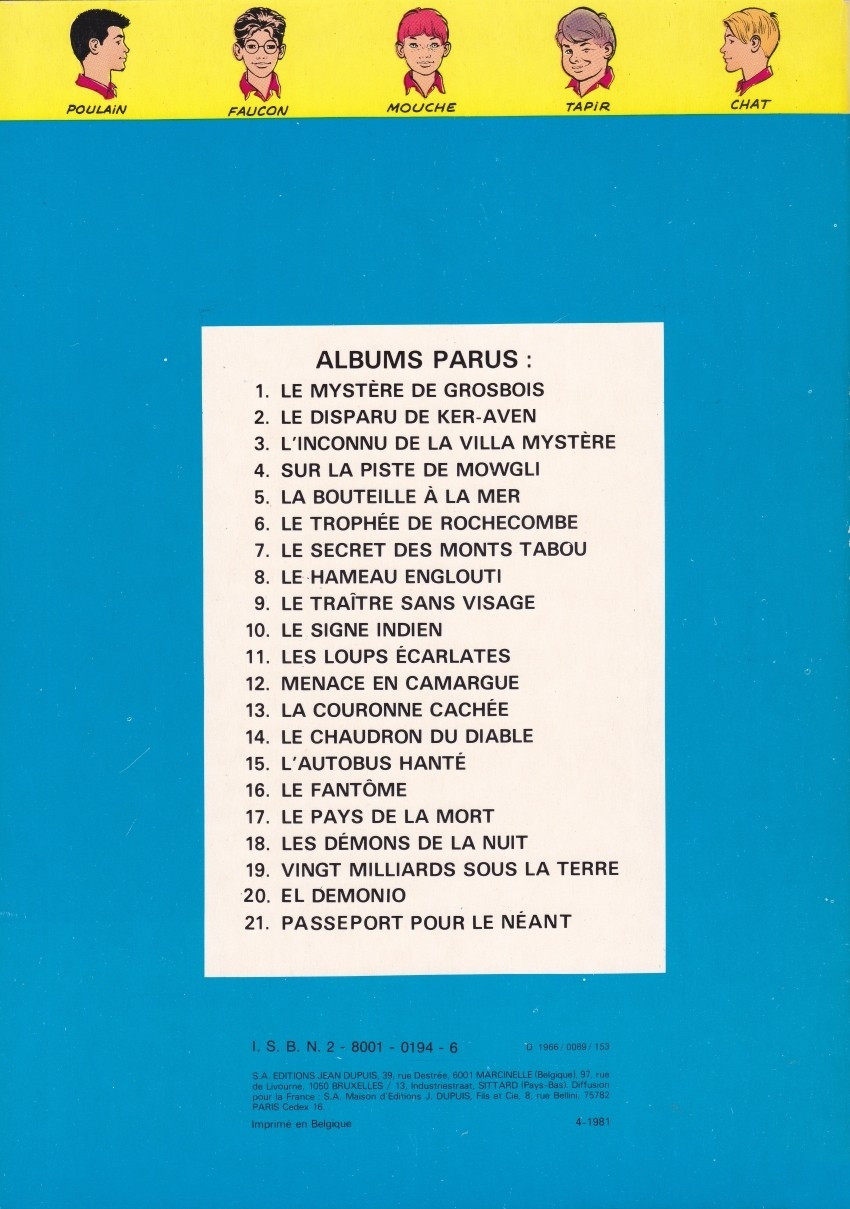 POULAIN
FAUCON
MOUCHE
TAPIR
CHAT
ALBUMS PARUS :
1. LE MYSTÈRE DE GROSBOIS
2. LE DISPARU DE KER-AVEN
3. L'INCONNU DE LA VILLA MYSTÈRE
4. SUR LA PISTE DE MOWGLI
5. LA BOUTEILLE À LA MER
6. LE TROPHÉE DE ROCHECOMBE
7. LE SECRET DES MONTS TABOU
8. LE HAMEAU ENGLOUTI
9. LE TRAÎTRE SANS VISAGE
10. LE SIGNE INDIEN
11. LES LOUPS ÉCARLATES
12. MENACE EN CAMARGUE
13. LA COURONNE CACHÉE
14. LE CHAUDRON DU DIABLE
15. L'AUTOBUS HANTÉ
16. LE FANTÔME
17. LE PAYS DE LA MORT
18. LES DÉMONS DE LA NUIT
19. VINGT MILLIARDS SOUS LA TERRE
20. EL DEMONIO
21. PASSEPORT POUR LE NÉANT
I. S. B. N. 2 - 8001 - 0194 - 6
D 1966 / 0089 / 153
S.A. EDITIONS JEAN DUPUIS, 39, rue Destrée, 6001 MARCINELLE (Belgique), 97, rue
de Livourne, 1050 BRUXELLES / 13, Industriestraat, SITTARD (Pays-Bas). Diffusion
pour la France : S.A. Maison d'Editions J. DUPUIS, Fils et Cie, 8, rue Bellini, 75782
PARIS Cedex 16.
Imprimé en Belgique
4-1981